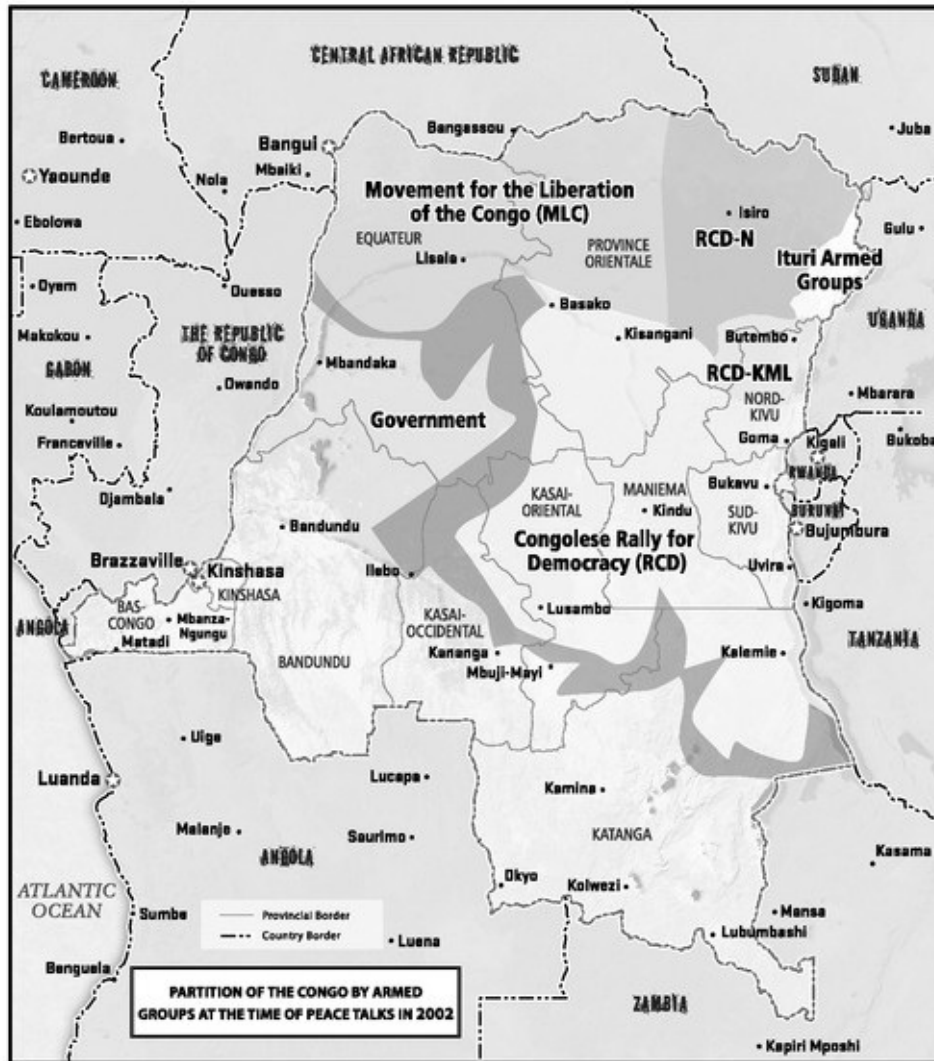 CENTRAL AFRICAN REPUBLIC
SUDAN
CAMEROON
Bertoua
Bangui
Bangassou
Juba
Yaounde
Nola
Mbaiki
Movement for the Liberation
of the Congo (MLC)
Isiro
Ebolowa
EQUATEUR
RCD-N
Gulu
Lisala
PROVINCE
ORIENTALE
Ituri Armed
Groups
Oyem
Ouesso
Basako
UGANDA
Makokou
THE REPUBLIC
OF CONGO
Kisangani
Butembo
GABON
Mbandaka
RCD-KML
Owando
Mbarara
Koulamoutou
Government
NORD-
KIVU
Franceville
Goma
Kigali
Bukoba
RWANDA
Djambala
KASAI-
ORIENTAL
MANIEMA
Bukavu
Bandundu
Kindu
SUD-
KIVU
BURUNDI
Bujumbura
Congolese Rally for
Democracy (RCD)
Brazzaville
Kinshasa
Ilebo
Uvira
KINSHASA
ANGOLA
BAS-
CONGO
Mbanza-
Ngungu
Matadi
KASAI-
OCCIDENTAL
Lusambo
Kigoma
TANZANIA
BANDUNDU
Kananga
Mbuji-Mayi
Kalemie
Uige
Luanda
Lucapa
Kamina
Malanje
Saurimo
KATANGA
ANGOLA
Kasama
ATLANTIC
OCEAN
Dkyo
Kolwezi
Sumbe
Provincial Border
Country Border
Mansa
Luena
Lubumbashi
Benguela
PARTITION OF THE CONGO BY ARMED
GROUPS AT THE TIME OF PEACE TALKS IN 2002
ZAMBIA
Kapiri Mposhi